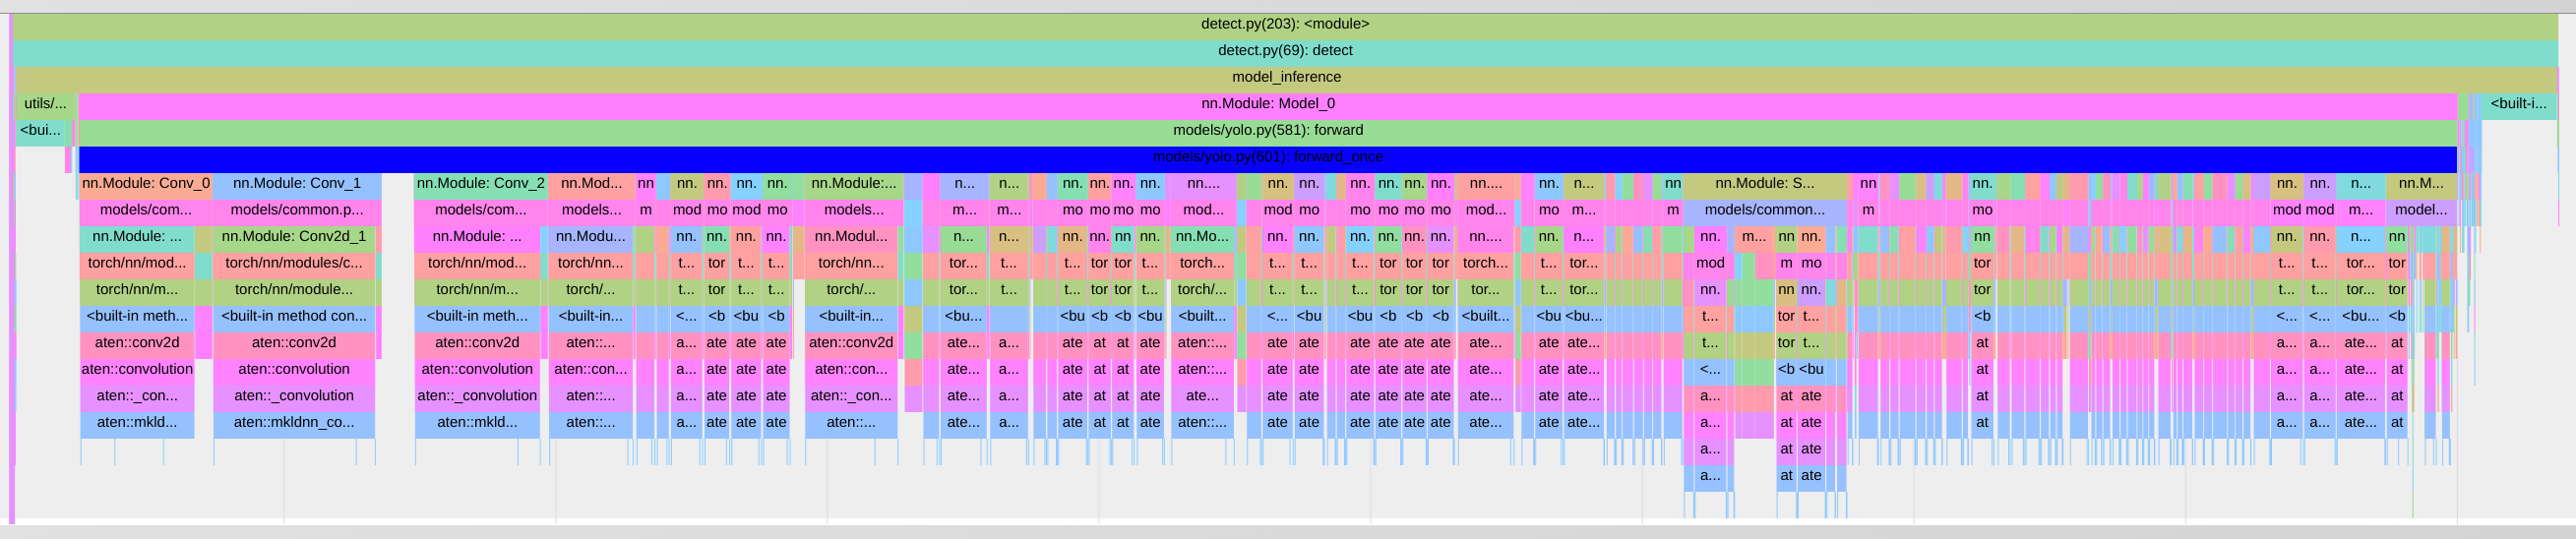 detect.py(203): <module>
detect.py(69): detect
model_inference
utils/... nn.Module: Model_0 <built-i...
<bui... models/yolo.py(581): forward
models/yolo.py(601): forward_once
nn.Module: Conv_0 nn.Module: Conv_1 nn.Module: Conv_2 nn.Mod... nn nn. nn. nn. nn. nn.Module:... n... n... nn. nn. nn. nn. nn.... nn. nn. nn. nn. nn. nn. nn.... nn. n... nn nn.Module: S... nn nn. nn. nn. n... nn.M...
models/com... models/common.p... models/com... models... m mod mo mod mo models... m... m... mo mo mo mo mod... mod mo mo mo mo mo mod... mo m... m models/common... m mo mod mod m... model...
nn.Module: ... nn.Module: Conv2d_1 nn.Module: ... nn.Modu... nn. nn. nn. nn. nn.Modul... n... n... nn. nn. nn nn. nn.Mo... nn. nn. nn. nn. nn. nn. nn.... nn. n... nn. m... nn nn. nn nn. nn. n... nn
torch/nn/mod... torch/nn/modules/c... torch/nn/mod... torch/nn... t... tor t... t... torch/nn... tor... t... t... tor tor t... torch... t... t... t... tor tor t... torch... t... tor... mod m mo tor t... t... tor... tor
torch/nn/m... torch/nn/module... torch/nn/m... torch/... t... tor t... t... torch/... tor... t... t... tor tor t... torch/... t... t... t... tor tor t... tor... t... tor... nn. nn nn. tor t... t... tor... tor
<built-in meth... <built-in method con... <built-in meth... <built-in... <... <b <bu <b <built-in... <bu... <bu <b <b <bu <built... <... <bu <bu <b <b <b <built... <bu <bu... t... tor t... <b <... <... <bu... <b
aten::conv2d aten::conv2d aten::conv2d aten::... a... ate ate ate aten::conv2d ate... a... ate at at ate aten::... ate ate ate ate ate ate ate... ate ate... t... tor t... at a... a... ate... at
aten::convolution aten::convolution aten::convolution aten::con... a... ate ate ate aten::con... ate... a... ate at at ate aten::... ate ate ate ate ate ate ate... ate ate... <... <b <bu at a... a... ate... at
aten::_con... aten::_convolution aten::_convolution aten::... a... ate ate ate aten::_con... ate... a... ate at at ate ate... ate ate ate ate ate ate ate... ate ate... a... at ate at a... a... ate... at
aten::mkld... aten::mkldnn_co... aten::mkld... aten::... a... ate ate ate aten::... ate... a... ate at at ate aten::... ate ate ate ate ate ate ate... ate ate... a... at ate at a... a... ate... at
a... at ate
a... at ate